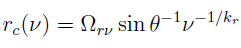 r_c(ν) = Ω_{rν} sin θ^{-1} ν^{-1/k_r}